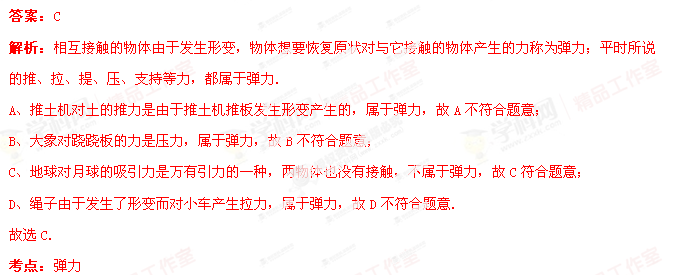 答案：C
解析：相互接触的物体由于发生形变，物体想要恢复原状对与它接触的物体产生的力称为弹力；平时所说
的推、拉、提、压、支持等力，都属于弹力．
A、推土机对土的推力是由于推土机推板发生形变产生的，属于弹力，故 A 不符合题意；
B、大象对跷跷板的力是压力，属于弹力，故 B 不符合题意；
C、地球对月球的吸引力是万有引力的一种，两物体也没有接触，不属于弹力，故 C 符合题意；
D、绳子由于发生了形变而对小车产生拉力，属于弹力，故 D 不符合题意．
故选 C．
考点：弹力